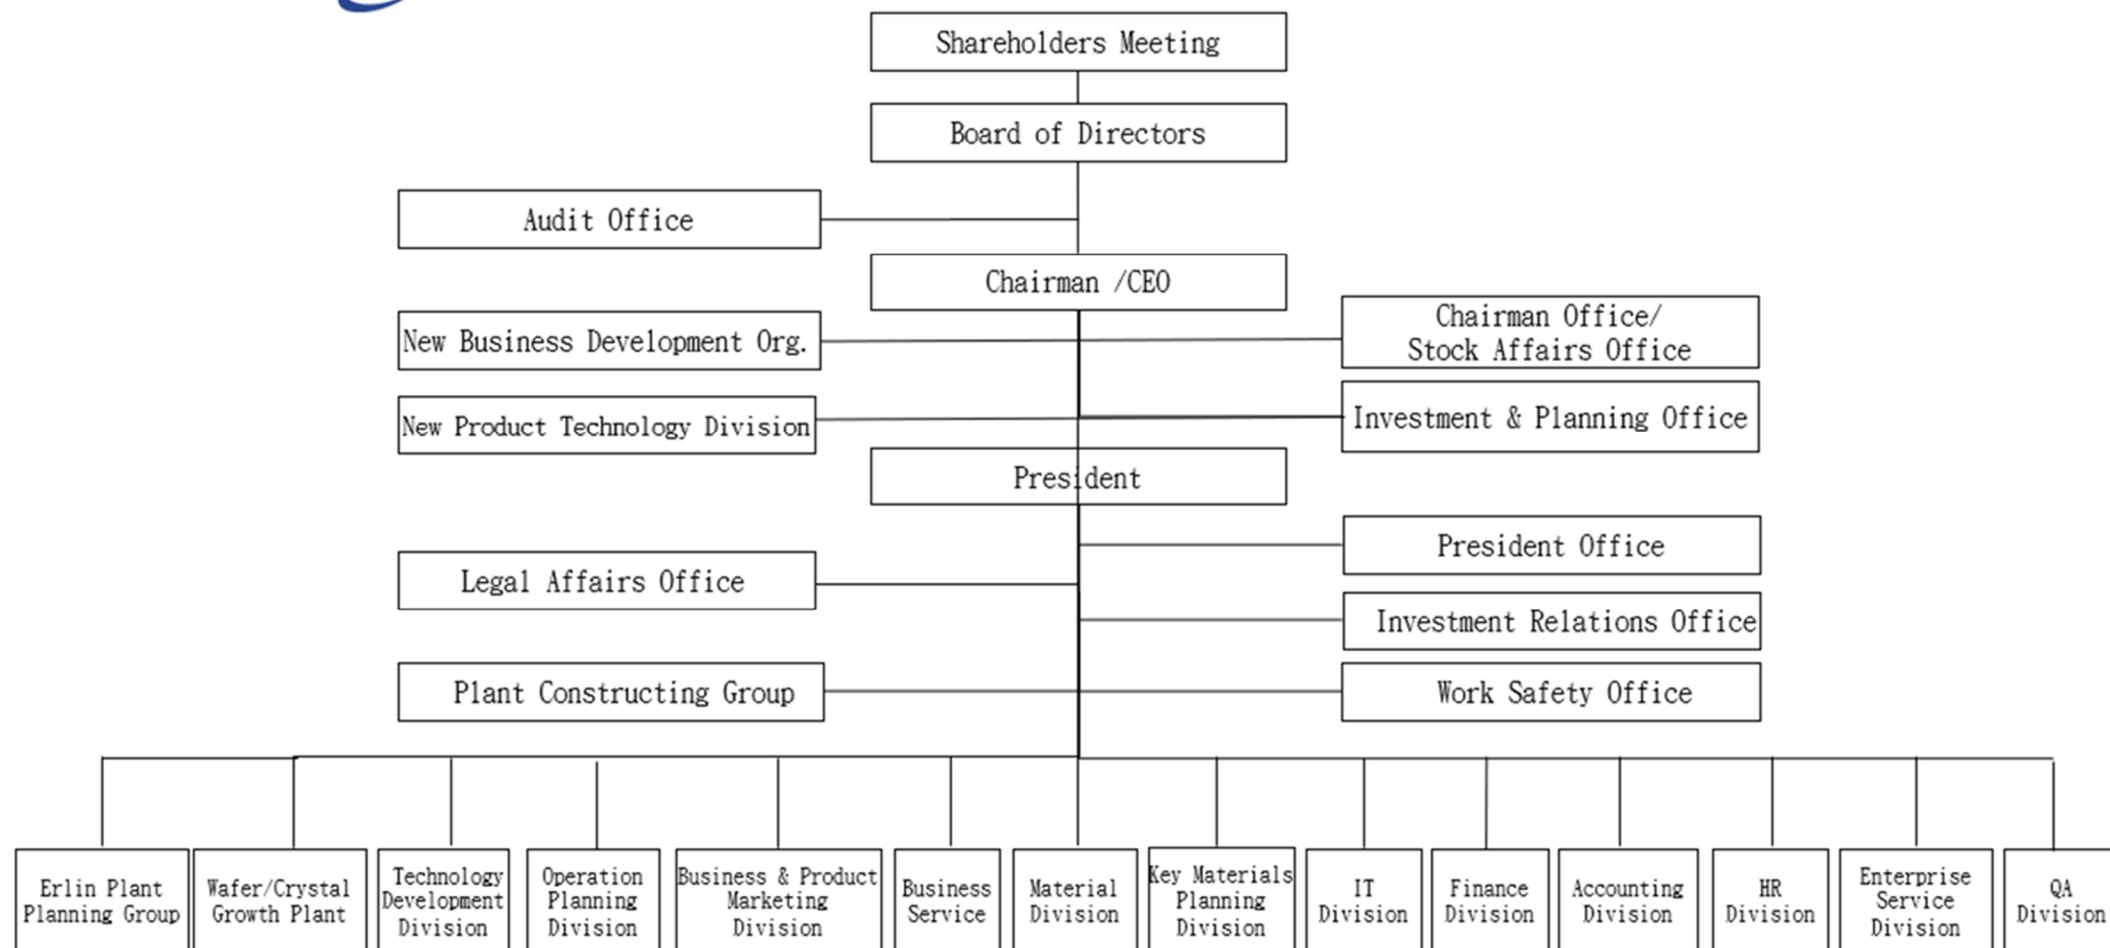 Shareholders Meeting
Board of Directors
Audit Office
Chairman /CEO
New Business Development Org.
Chairman Office/
Stock Affairs Office
New Product Technology Division
Investment & Planning Office
President
President Office
Legal Affairs Office
Investment Relations Office
Plant Constructing Group
Work Safety Office
Erlin Plant
Planning Group
Wafer/Crystal
Growth Plant
Technology
Development
Division
Operation
Planning
Division
Business & Product
Marketing
Division
Business
Service
Material
Division
Key Materials
Planning
Division
IT
Division
Finance
Division
Accounting
Division
HR
Division
Enterprise
Service
Division
QA
Division